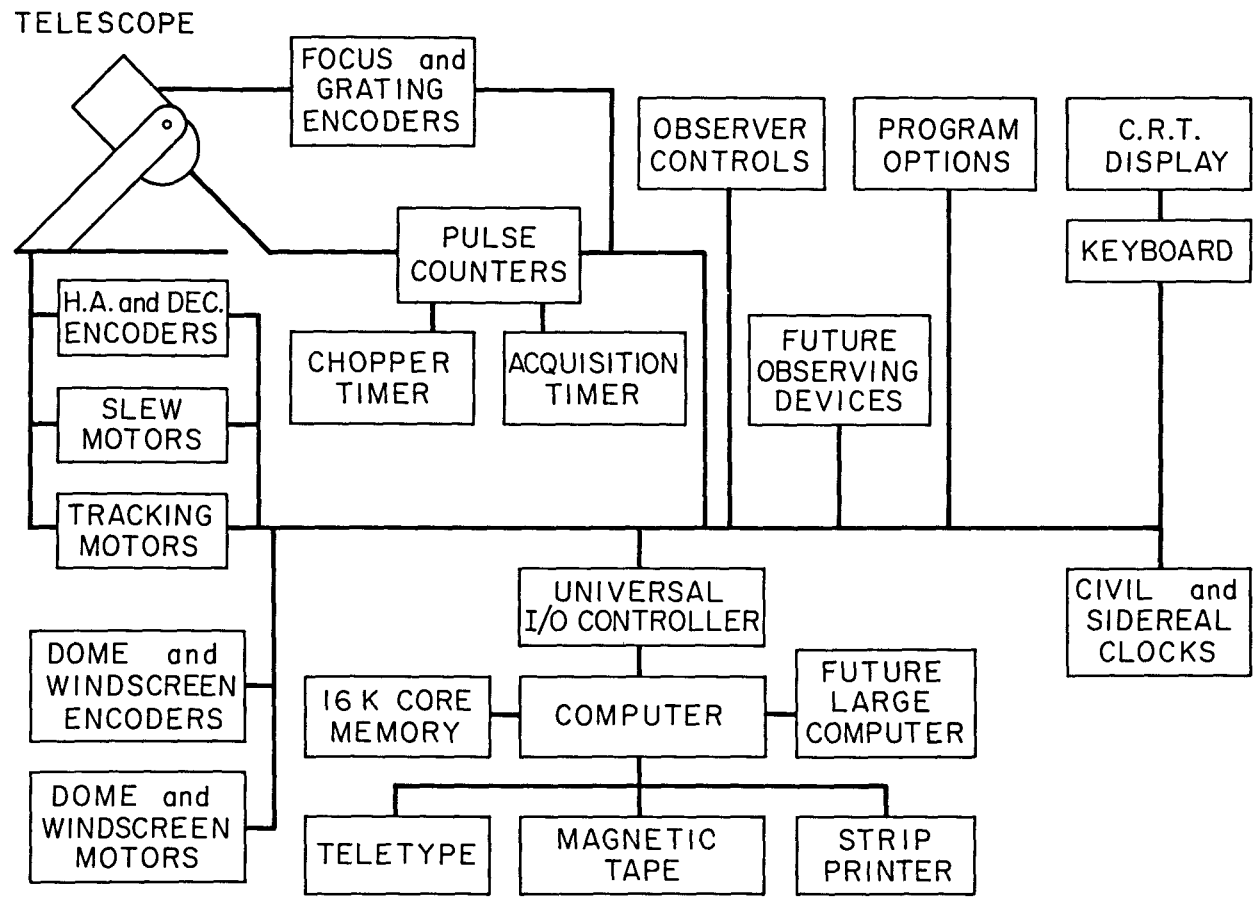 TELESCOPE
FOCUS and
GRATING
ENCODERS
OBSERVER
CONTROLS
PROGRAM
OPTIONS
C.R.T.
DISPLAY
PULSE
COUNTERS
KEYBOARD
H.A. and DEC.
ENCODERS
CHOPPER
TIMER
ACQUISITION
TIMER
FUTURE
OBSERVING
DEVICES
SLEW
MOTORS
TRACKING
MOTORS
UNIVERSAL
I/O CONTROLLER
CIVIL and
SIDEREAL
CLOCKS
DOME and
WINDSCREEN
ENCODERS
16 K CORE
MEMORY
COMPUTER
FUTURE
LARGE
COMPUTER
DOME and
WINDSCREEN
MOTORS
TELETYPE
MAGNETIC
TAPE
STRIP
PRINTER